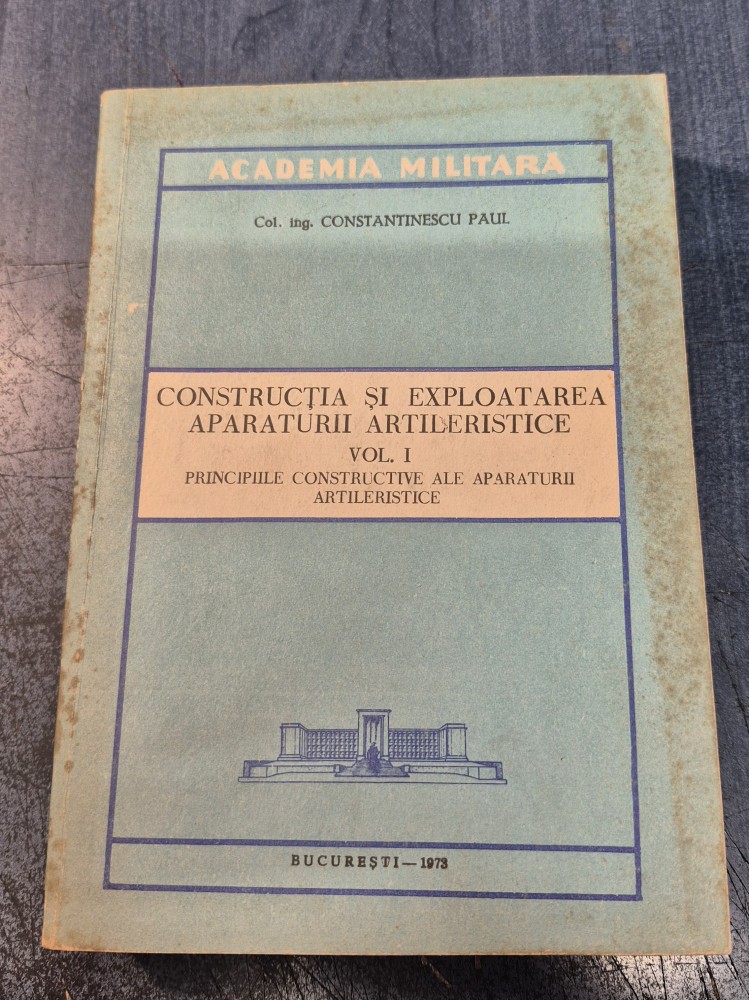 ACADEMIA MILITARĂ
Col. ing. CONSTANTINESCU PAUL
CONSTRUCȚIA ȘI EXPLOATAREA
APARATURII ARTILERISTICE
VOL. I
PRINCIPIILE CONSTRUCTIVE ALE APARATURII
ARTILERISTICE
BUCUREȘTI — 1973